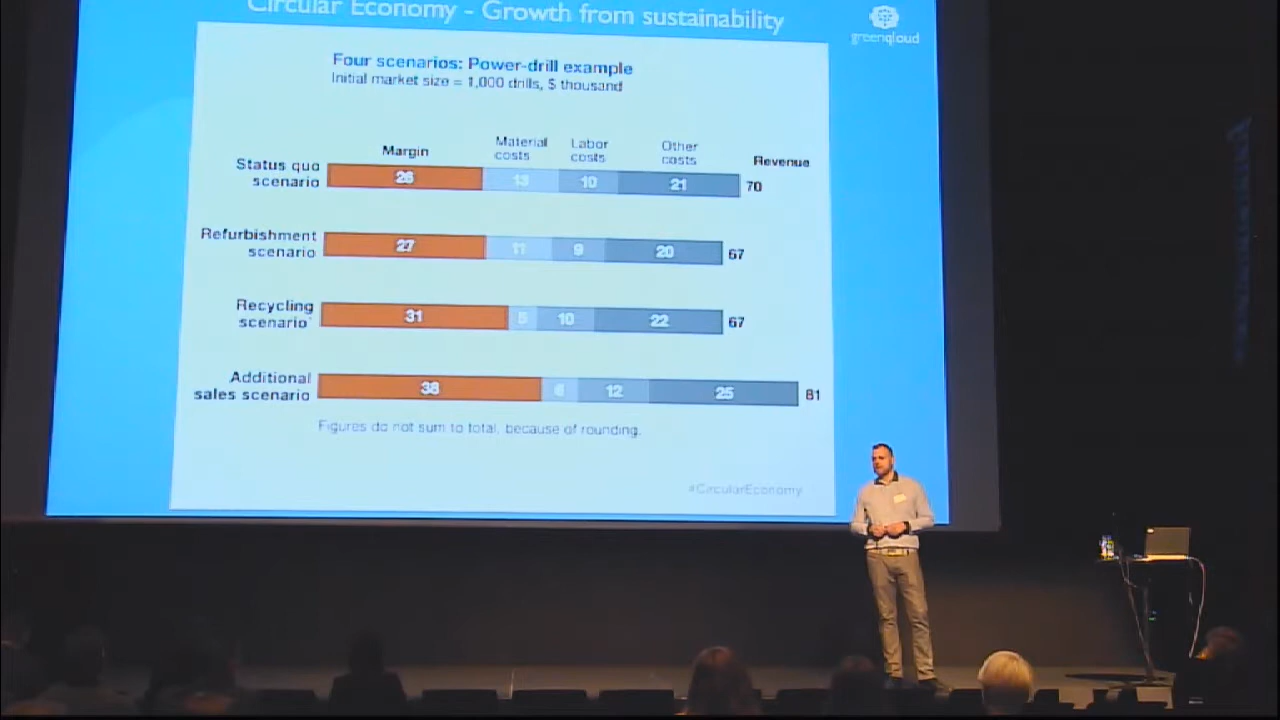 Circular Economy - Growth from sustainability
greenqloud
Four scenarios: Power-drill example
Initial market size = 1,000 drills, $ thousand
Margin
Material costs
Labor costs
Other costs
Revenue
Status quo scenario
26
13
10
21
70
Refurbishment scenario
27
11
9
20
67
Recycling scenario
31
5
10
22
67
Additional sales scenario
38
6
12
25
81
Figures do not sum to total, because of rounding.
#CircularEconomy